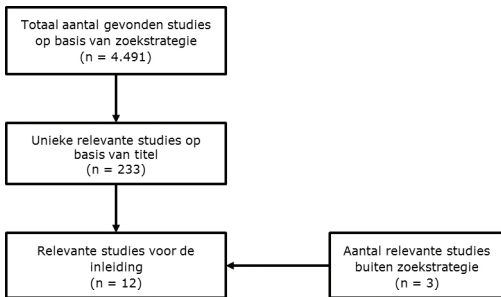 Totaal aantal gevonden studies
op basis van zoekstrategie
(n = 4.491)
Unieke relevante studies op
basis van titel
(n = 233)
Relevante studies voor de
inleiding
(n = 12)
Aantal relevante studies
buiten zoekstrategie
(n = 3)